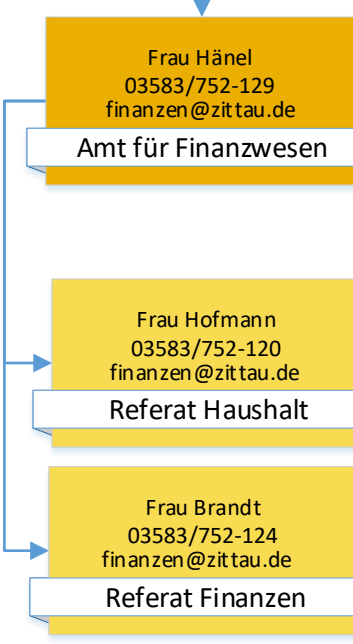 Frau Hänel
03583/752-129
finanzen@zittau.de
Amt für Finanzwesen
Frau Hofmann
03583/752-120
finanzen@zittau.de
Referat Haushalt
Frau Brandt
03583/752-124
finanzen@zittau.de
Referat Finanzen